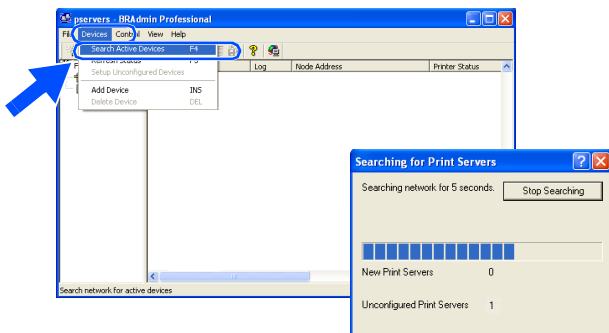 pservers - BRAdmin Professional
File Devices Control View Help
Search Active Devices F4
Refresh Status F5
Setup Unconfigured Devices
Add Device INS
Delete Device DEL
Log Node Address Printer Status
Search network for active devices
Searching for Print Servers
Searching network for 5 seconds.
Stop Searching
New Print Servers 0
Unconfigured Print Servers 1